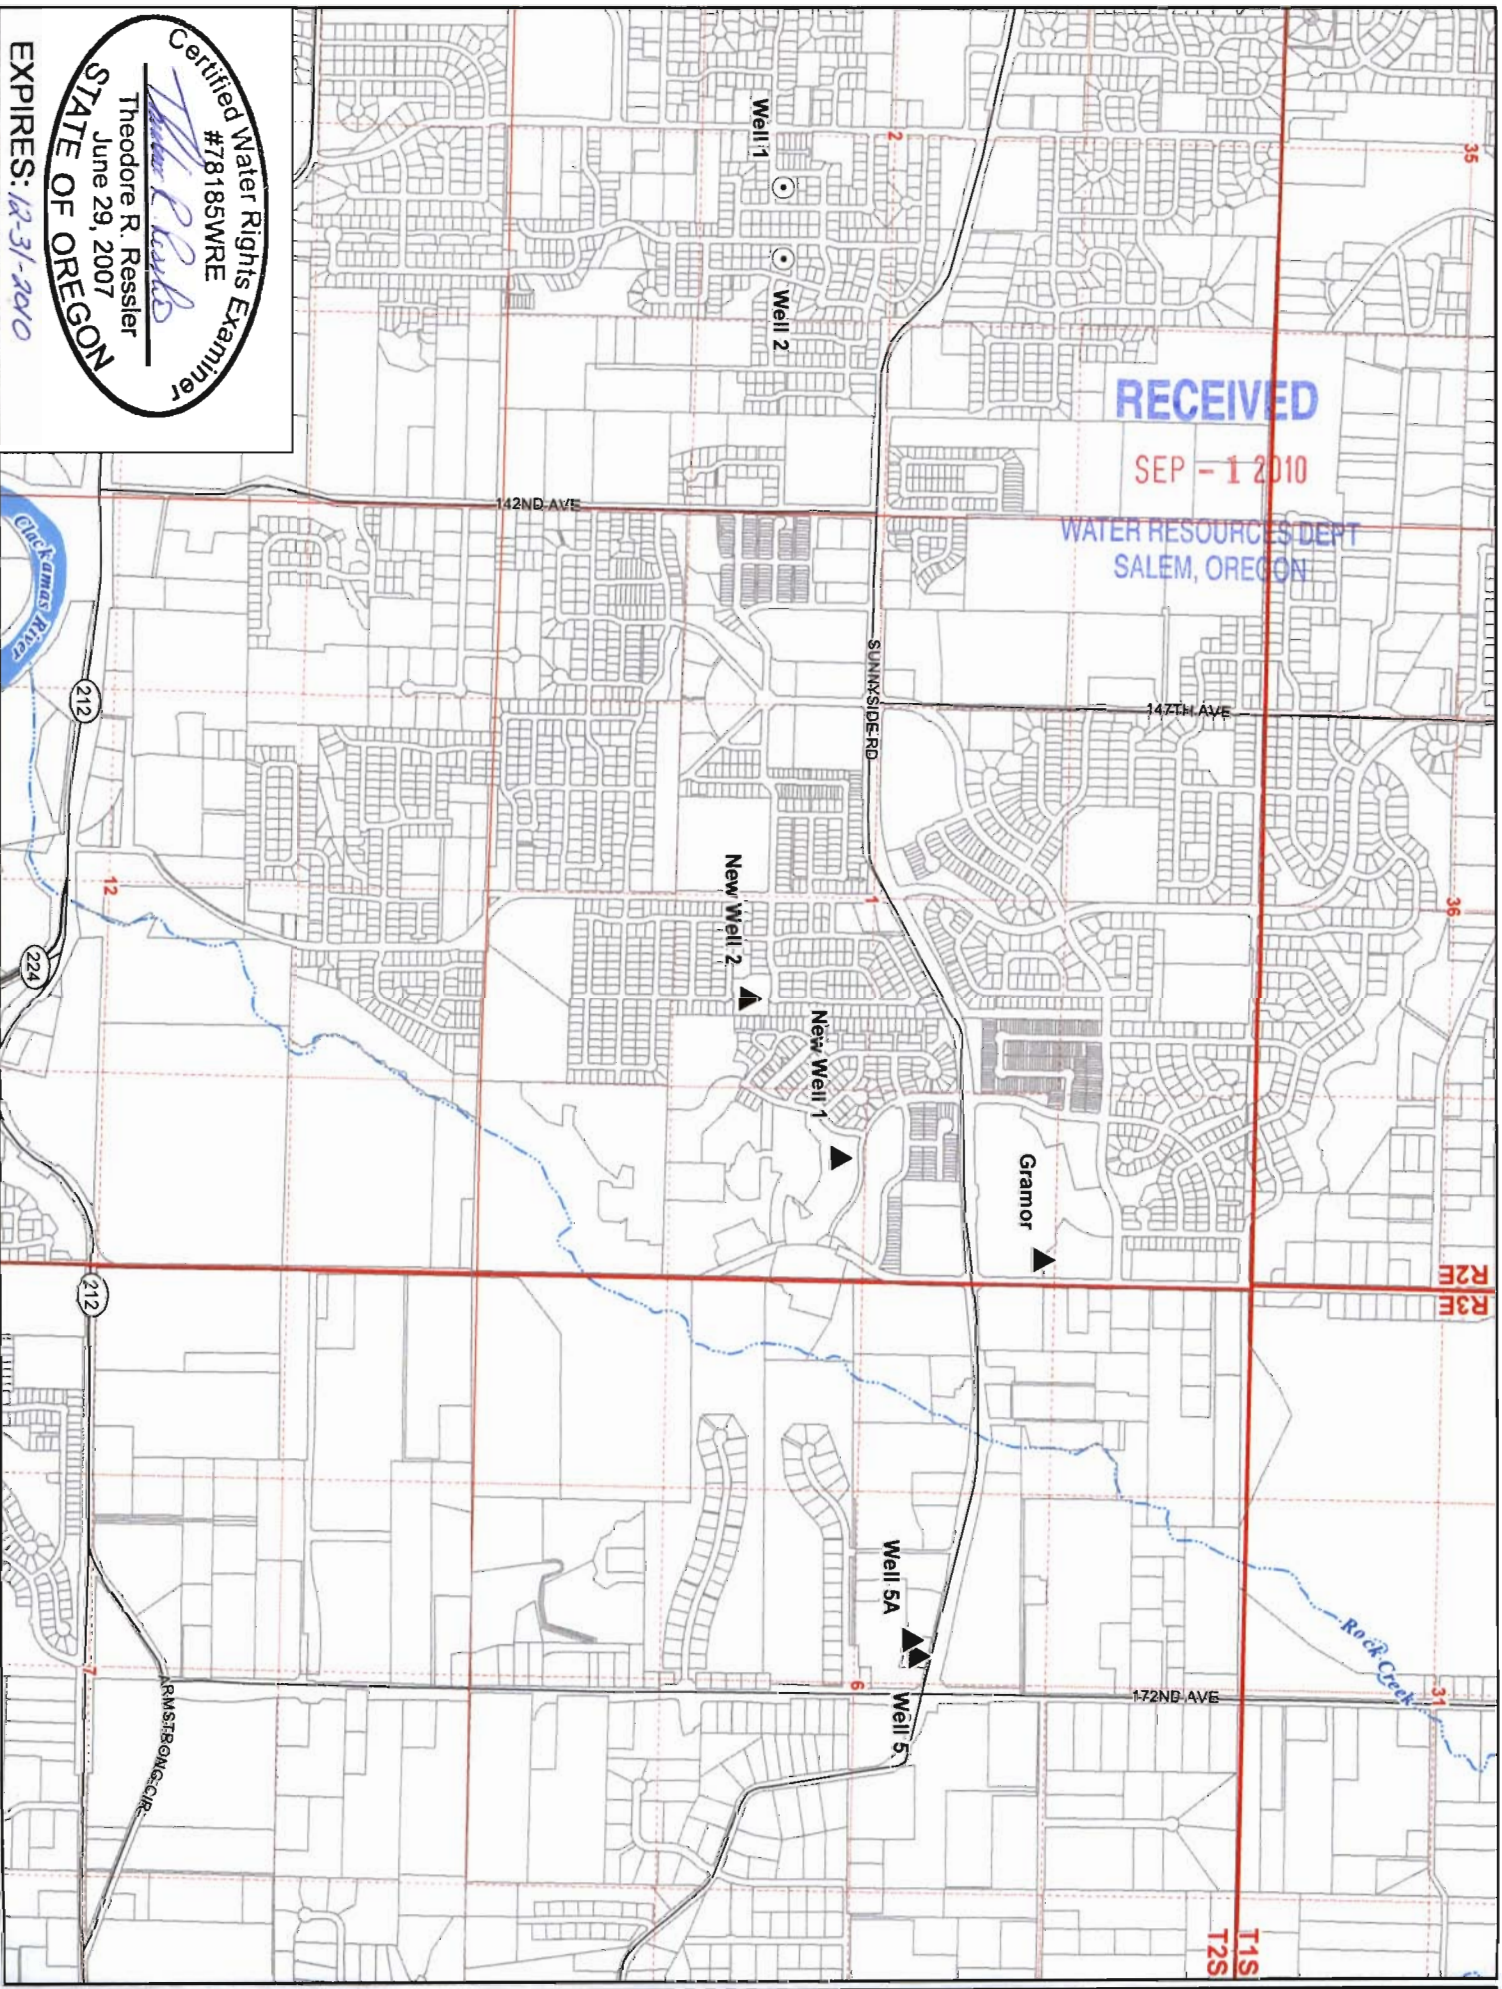 35
36
31
R2E
R3E
T1S
T2S
RECEIVED
SEP - 1 2010
WATER RESOURCES DEPT
SALEM, OREGON
147TH AVE
172ND AVE
Rock Creek
Gramor
2
1
6
SUNNYSIDE RD
Well 1
Well 2
New Well 1
New Well 2
Well 5A
Well 5
142ND AVE
12
7
212
224
212
ARMSTRONG CIR
Clackamas River
Certified Water Rights Examiner
#78185WRE
Theodore R. Ressler
June 29, 2007
STATE OF OREGON
EXPIRES: 12-31-2010